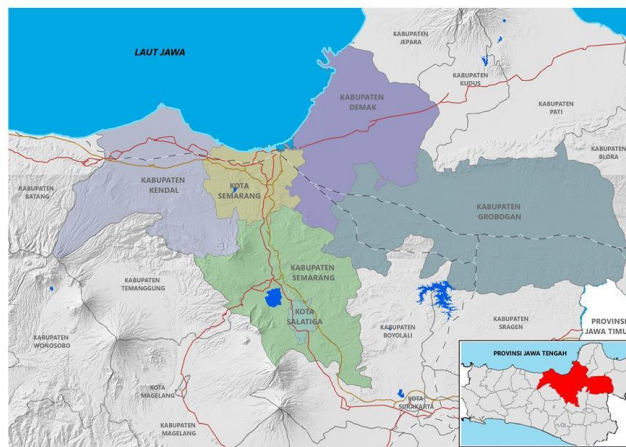 KABUPATEN
JEPARA
LAUT JAWA
KABUPATEN
KUDUS
KABUPATEN
DEMAK
KABUPATEN
PATI
KABUPATEN
BLORA
KABUPATEN
BATANG
KABUPATEN
KENDAL
KOTA
SEMARANG
KABUPATEN
GROBOGAN
KABUPATEN
SEMARANG
KABUPATEN
TEMANGGUNG
KOTA
SALATIGA
KABUPATEN
WONOSOBO
KABUPATEN
BOYOLALI
KABUPATEN
SRAGEN
PROVINSI
JAWA TIMU
PROVINSI JAWA TENGAH
KOTA
MAGELANG
KOTA
SURAKARTA
KABUPATEN
MAGELANG